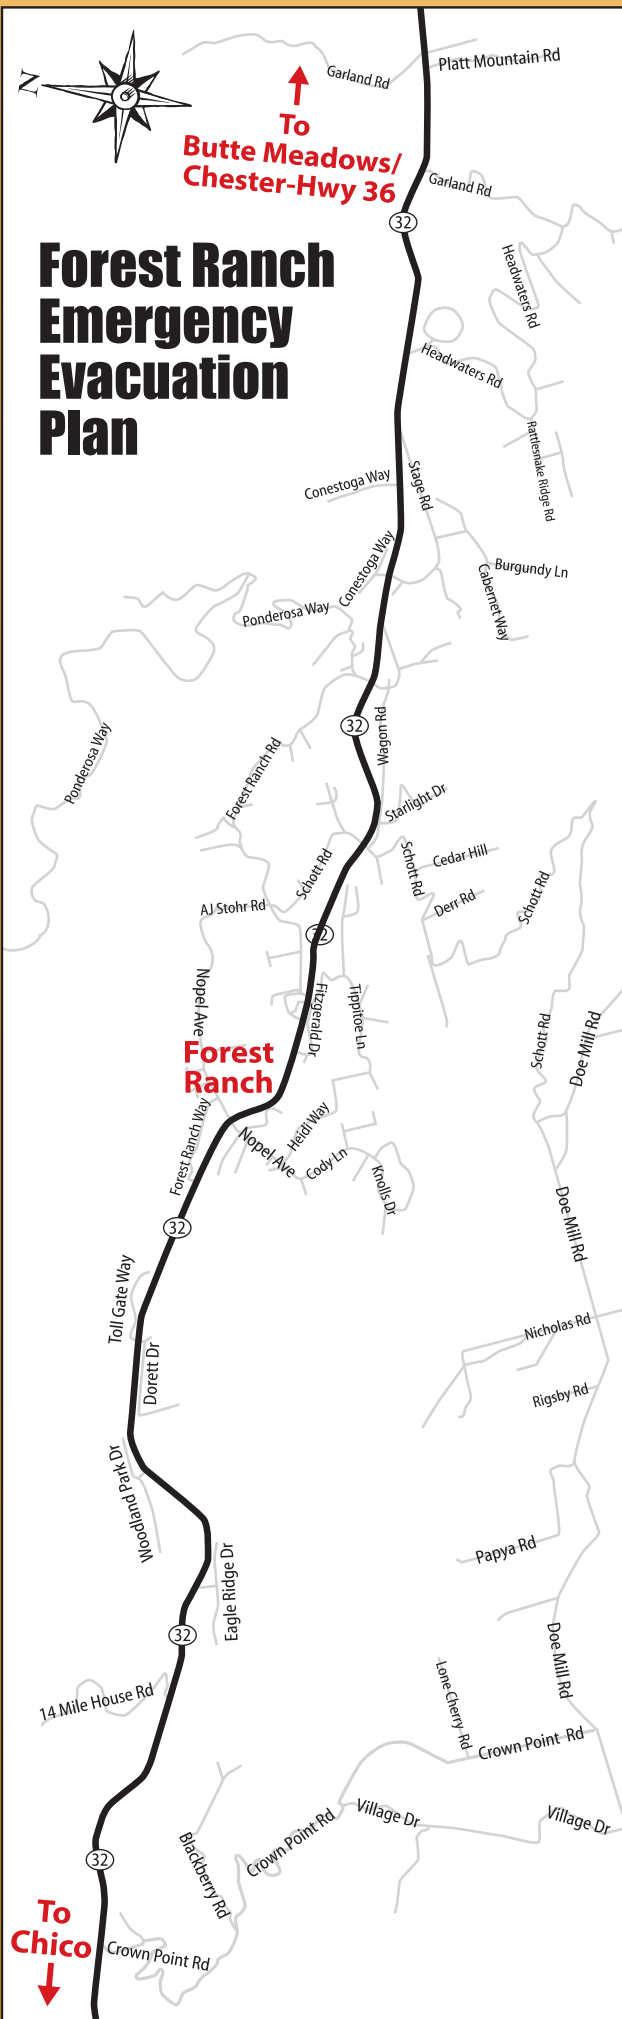 N
Garland Rd
Platt Mountain Rd
To
Butte Meadows/
Chester-Hwy 36
Garland Rd
32
Forest Ranch
Emergency
Evacuation
Plan
Headwaters Rd
Headwaters Rd
Rattlesnake Ridge Rd
Conestoga Way
Stage Rd
Conestoga Way
Burgundy Ln
Cabernet Way
Ponderosa Way
Ponderosa Way
32
Wagon Rd
Forest Ranch Rd
Starlight Dr
Schott Rd
Schott Rd
Cedar Hill
Derr Rd
Schott Rd
AJ Stohr Rd
32
Nopel Ave
Fitzgerald Dr
Tippitoe Ln
Schott Rd
Doe Mill Rd
Forest
Ranch
Forest Ranch Way
Nopel Ave
Heidi Way
Cody Ln
Knolls Dr
Doe Mill Rd
32
Toll Gate Way
Dorett Dr
Nicholas Rd
Rigsby Rd
Woodland Park Dr
Eagle Ridge Dr
Papya Rd
32
Doe Mill Rd
14 Mile House Rd
Lone Cherry Rd
Crown Point Rd
Village Dr
Village Dr
Crown Point Rd
Blackberry Rd
32
To
Chico
Crown Point Rd